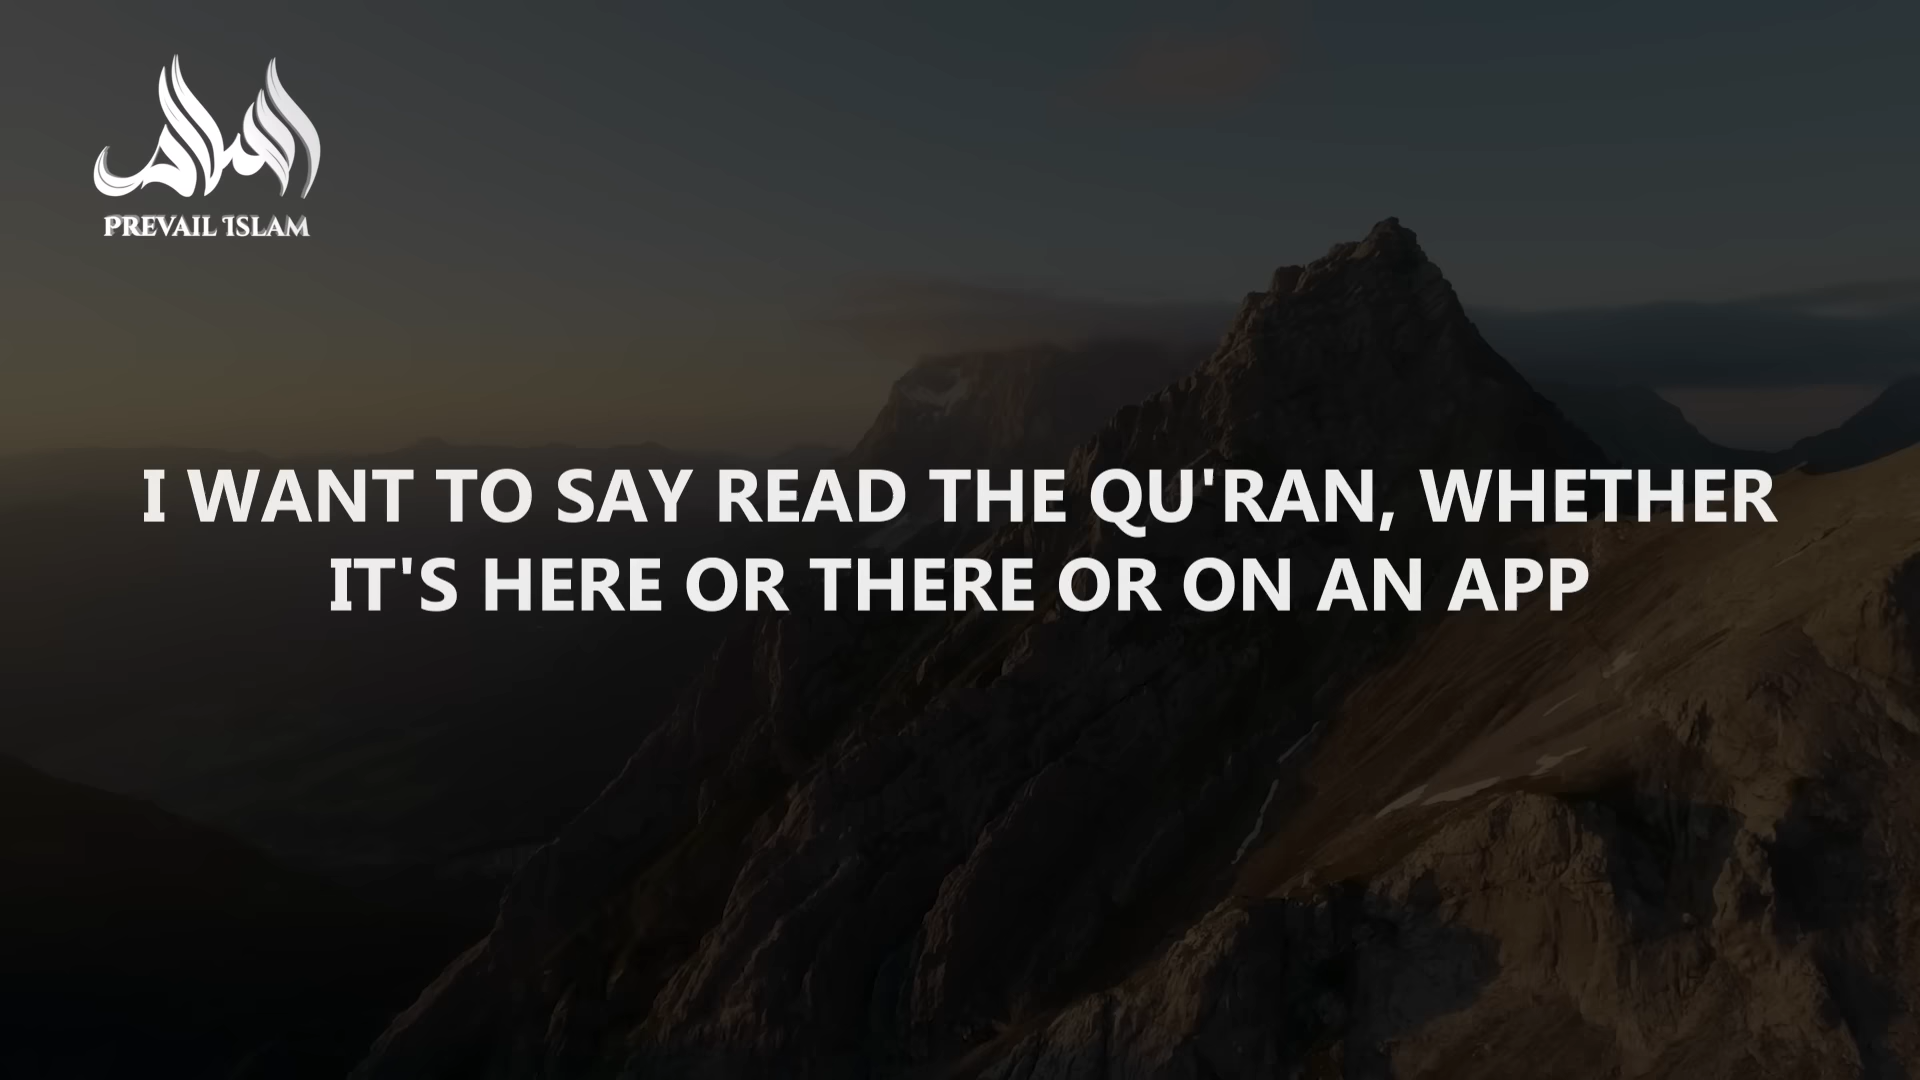 PREVAIL ISLAM
I WANT TO SAY READ THE QU'RAN, WHETHER
IT'S HERE OR THERE OR ON AN APP